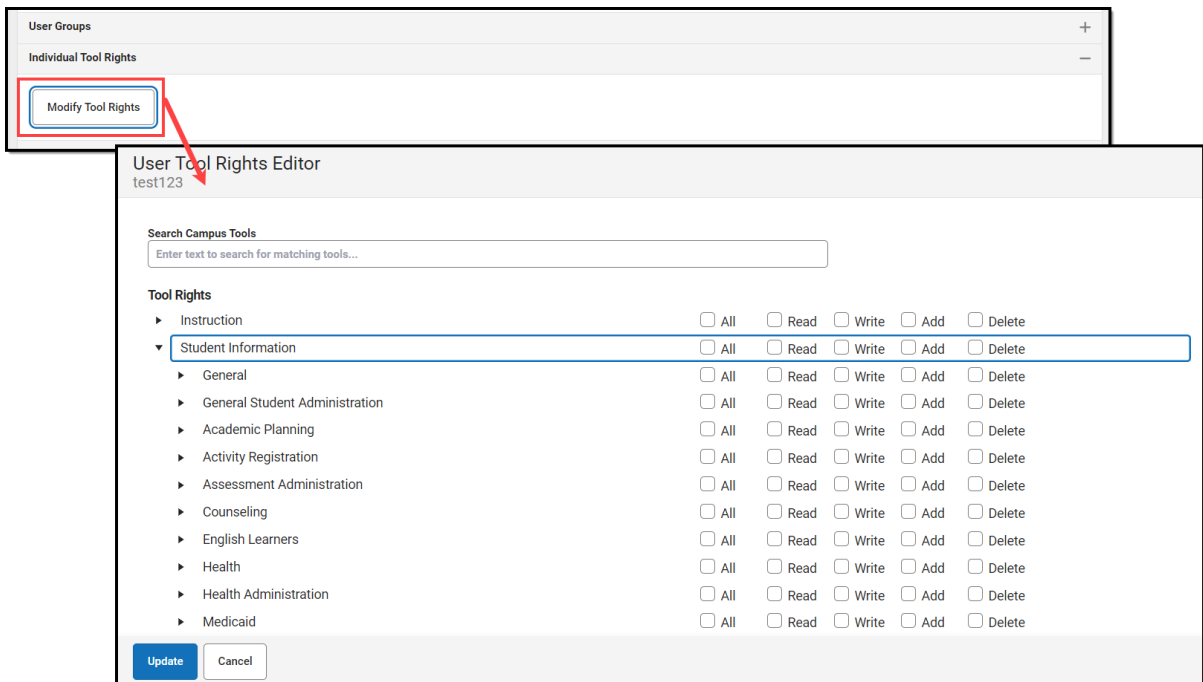 User Groups
Individual Tool Rights
Modify Tool Rights
User Tool Rights Editor
test123
Search Campus Tools
Enter text to search for matching tools...
Tool Rights
Instruction All Read Write Add Delete
Student Information All Read Write Add Delete
General All Read Write Add Delete
General Student Administration All Read Write Add Delete
Academic Planning All Read Write Add Delete
Activity Registration All Read Write Add Delete
Assessment Administration All Read Write Add Delete
Counseling All Read Write Add Delete
English Learners All Read Write Add Delete
Health All Read Write Add Delete
Health Administration All Read Write Add Delete
Medicaid All Read Write Add Delete
Update Cancel